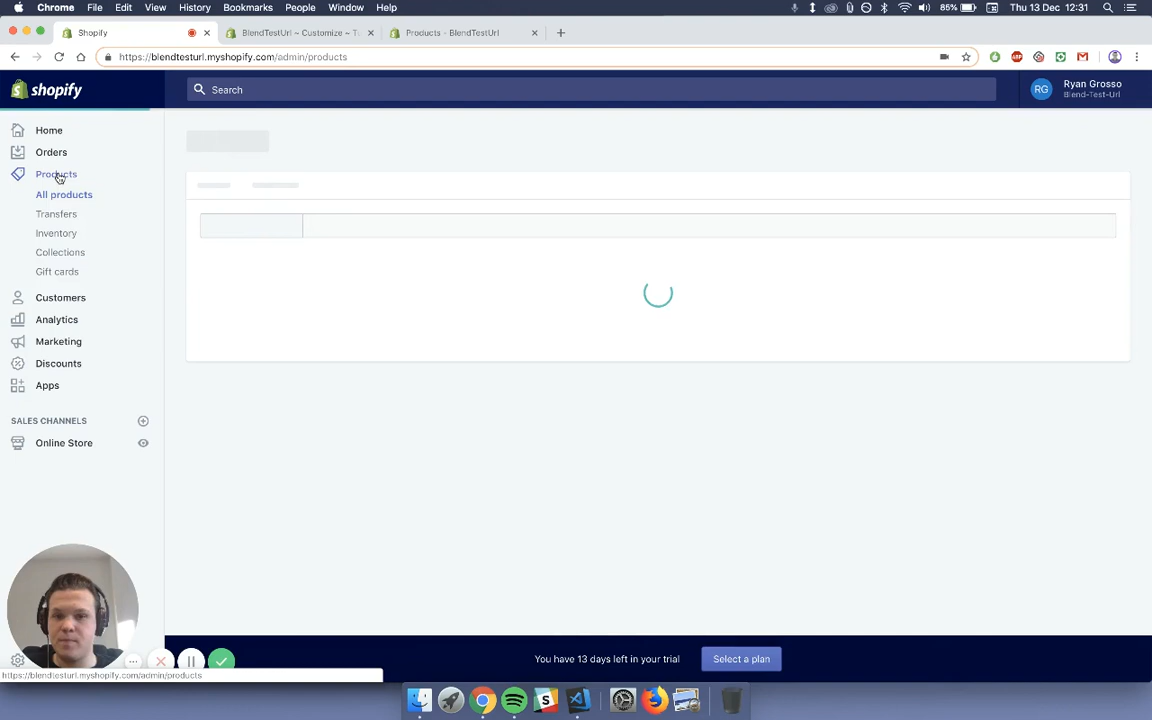 Chrome File Edit View History Bookmarks People Window Help 85% Thu 13 Dec 12:31
Shopify BlendTestUrl ~ Customize ~ T Products - BlendTestUrl
https://blendtesturl.myshopify.com/admin/products ABP
shopify Search RG Ryan Grosso
Blend-Test-Url
Home
Orders
Products
All products
Transfers
Inventory
Collections
Gift cards
Customers
Analytics
Marketing
Discounts
Apps
SALES CHANNELS
Online Store
You have 13 days left in your trial Select a plan
https://blendtesturl.myshopify.com/admin/products